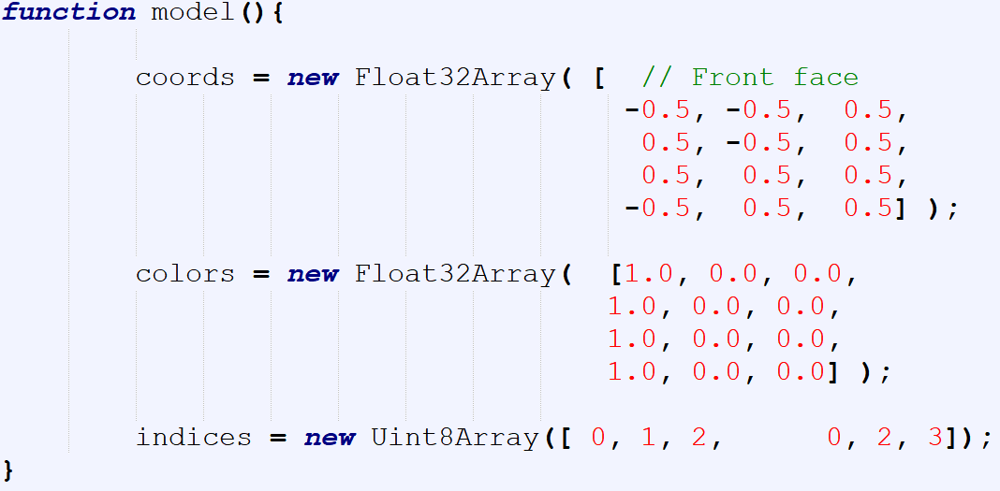 function model(){
coords = new Float32Array( [  // Front face
-0.5, -0.5,  0.5,
0.5, -0.5,  0.5,
0.5,  0.5,  0.5,
-0.5,  0.5,  0.5] );
colors = new Float32Array(  [1.0, 0.0, 0.0,
1.0, 0.0, 0.0,
1.0, 0.0, 0.0,
1.0, 0.0, 0.0] );
indices = new Uint8Array([ 0, 1, 2,      0, 2, 3]);
}